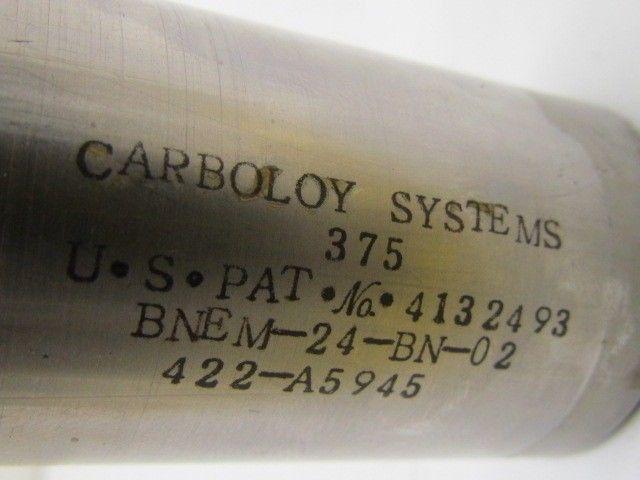 CARBOLOY SYSTEMS
375
U.S.PAT.No.4132493
BNEM-24-BN-02
422-A5945